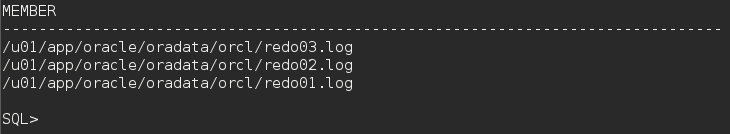 MEMBER
--------------------------------------------------------------------------------
/u01/app/oracle/oradata/orcl/redo03.log
/u01/app/oracle/oradata/orcl/redo02.log
/u01/app/oracle/oradata/orcl/redo01.log
SQL>